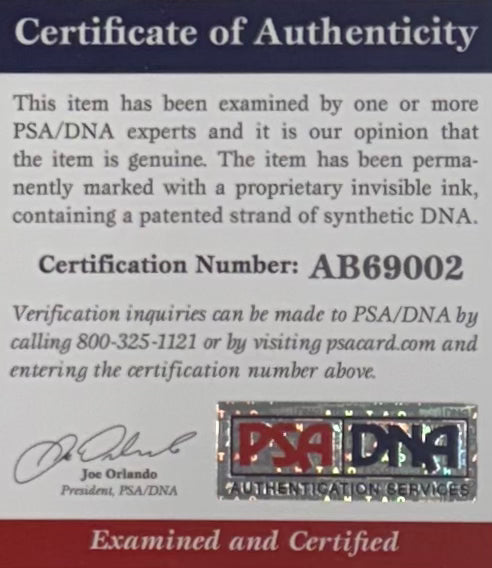 Certificate of Authenticity
This item has been examined by one or more
PSA/DNA experts and it is our opinion that
the item is genuine. The item has been perma-
nently marked with a proprietary invisible ink,
containing a patented strand of synthetic DNA.
Certification Number: AB69002
Verification inquiries can be made to PSA/DNA by
calling 800-325-1121 or by visiting psacard.com and
entering the certification number above.
Joe Orlando
President, PSA/DNA
PSA DNA
AUTHENTICATION SERVICES
Examined and Certified